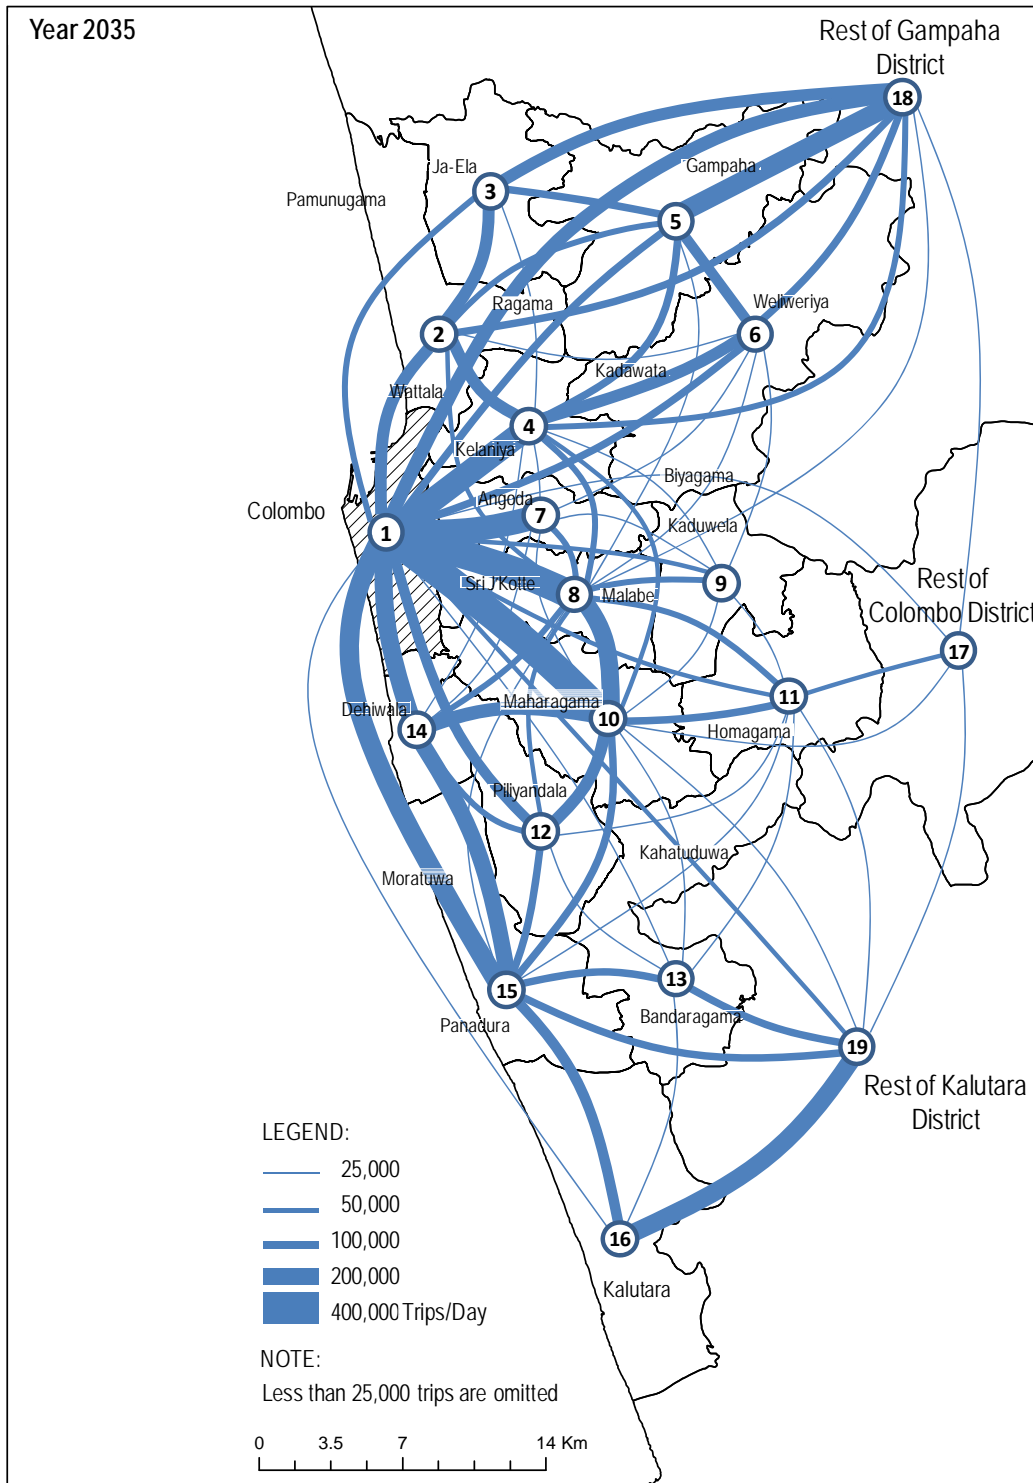 Year 2035
Rest of Gampaha
District
18
Ja-Ela
Gampaha
3
Pamunugama
5
Ragama
Weliweriya
2
6
Kadawata
Wattala
4
Kelaniya
Biyagama
Angoda
Colombo
7
Kaduwela
1
Rest of
Colombo District
Sri J'Kotte
8
Malabe
9
17
11
Maharagama
Dehiwala
10
14
Homagama
Piliyandala
12
Kahatuduwa
Moratuwa
13
15
Bandaragama
Panadura
19
Rest of Kalutara
District
LEGEND:
25,000
50,000
100,000
200,000
400,000 Trips/Day
16
Kalutara
NOTE:
Less than 25,000 trips are omitted
0 3.5 7 14 Km